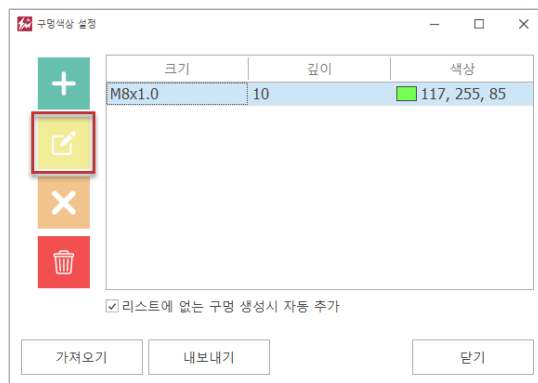 구멍색상 설정
크기 깊이 색상
M8x1.0 10 117, 255, 85
리스트에 없는 구멍 생성시 자동 추가
가져오기 내보내기 닫기